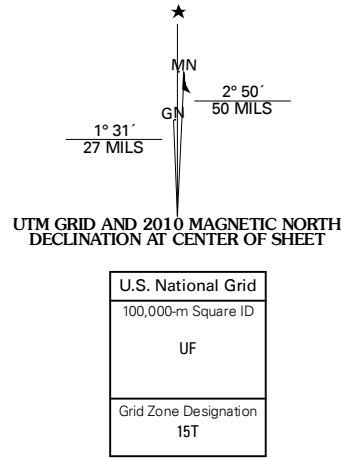 ★
MN
GN
2° 50´
50 MILS
1° 31´
27 MILS
UTM GRID AND 2010 MAGNETIC NORTH
DECLINATION AT CENTER OF SHEET
U.S. National Grid
100,000-m Square ID
UF
Grid Zone Designation
15T